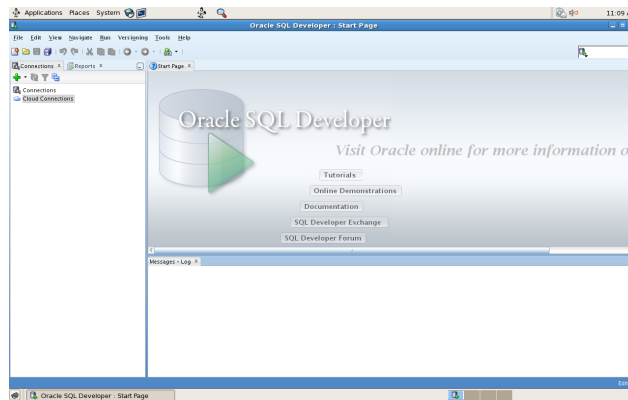 Applications Places System
11:09
Oracle SQL Developer : Start Page
File Edit View Navigate Run Versioning Tools Help
Connections Reports
Start Page
Connections
Cloud Connections
Oracle SQL Developer
Visit Oracle online for more information o
Tutorials
Online Demonstrations
Documentation
SQL Developer Exchange
SQL Developer Forum
Messages - Log
Edit
Oracle SQL Developer : Start Page